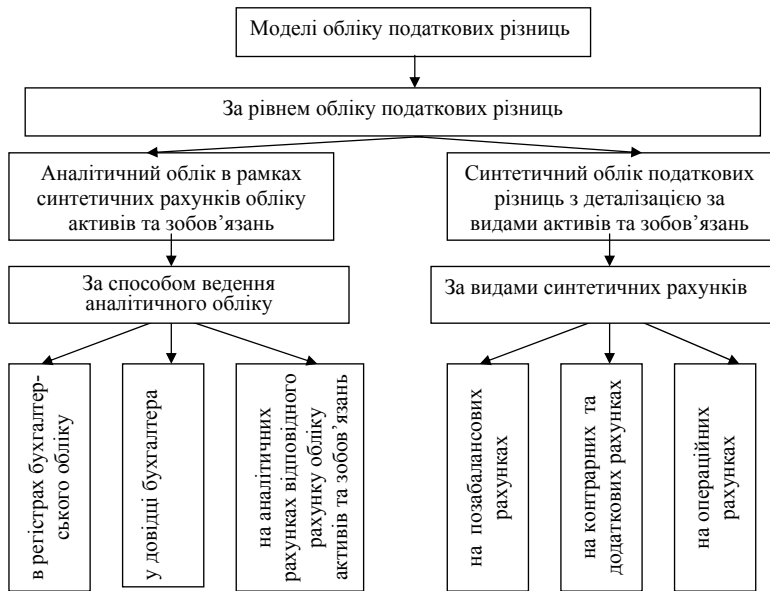 Моделі обліку податкових різниць
За рівнем обліку податкових різниць
Аналітичний облік в рамках
синтетичних рахунків обліку
активів та зобов’язань
Синтетичний облік податкових
різниць з деталізацією за
видами активів та зобов’язань
За способом ведення
аналітичного обліку
За видами синтетичних рахунків
в регістрах бухгалтер-
ського обліку
у довідці бухгалтера
на аналітичних
рахунках відповідного
рахунку обліку
активів та зобов’язань
на позабалансових
рахунках
на контрарних та
додаткових рахунках
на операційних
рахунках